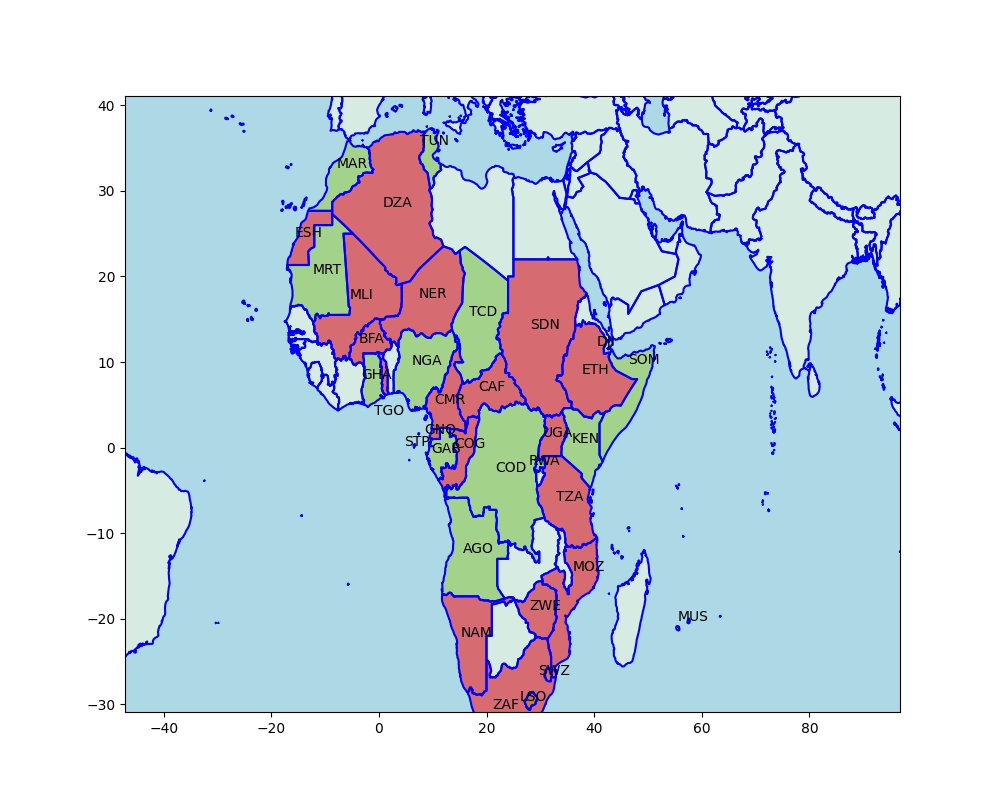 40
30
20
10
0
−10
−20
−30
−40
−20
0
20
40
60
80
TUN
MAR
DZA
ESH
MRT
MLI
NER
TCD
SDN
BFA
DJI
NGA
SOM
GHA
ETH
CAF
TGO
CMR
GNQ
UGA
STP
COG
KEN
GAB
RWA
COD
TZA
AGO
MOZ
ZWE
MUS
NAM
SWZ
LSO
ZAF